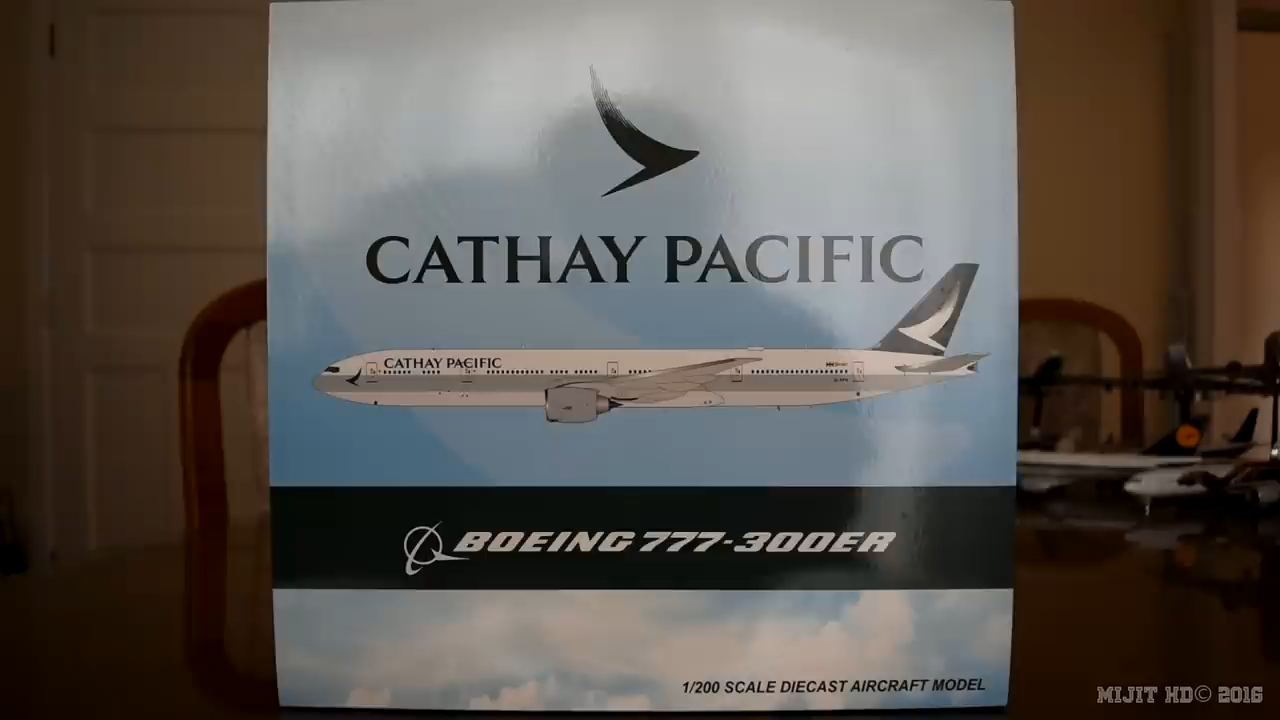 CATHAY PACIFIC
CATHAY PACIFIC
BOEING 777-300ER
1/200 SCALE DIECAST AIRCRAFT MODEL
MIJIT HD© 2016